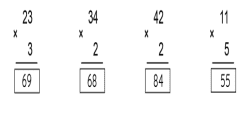 23 34 42 11
× × × ×
3 2 2 5
69 68 84 55